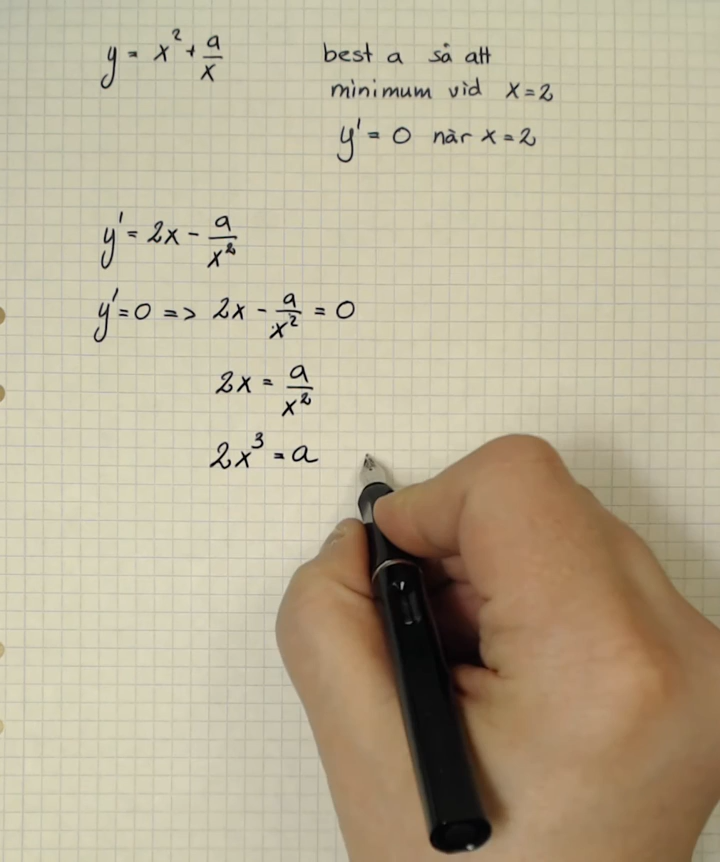 y = x² + a/x
best a så att
minimum vid x = 2
y' = 0 när x = 2
y' = 2x - a/x²
y' = 0 => 2x - a/x² = 0
2x = a/x²
2x³ = a